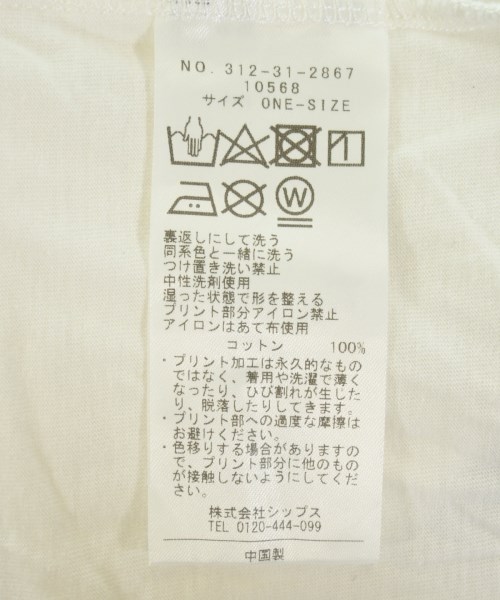 NO. 312-31-2867
10568
サイズ ONE-SIZE
W
裏返しにして洗う
同系色と一緒に洗う
つけ置き洗い禁止
中性洗剤使用
湿った状態で形を整える
プリント部分アイロン禁止
アイロンはあて布使用
コットン 100%
・プリント加工は永久的なもの
ではなく、着用や洗濯で薄く
なったり、ひび割れが生じた
り、脱落したりしてきます。
・プリント部への過度な摩擦は
お避けください。
・色移りする場合がありますの
で、プリント部分に他のもの
が接触しないようにしてくだ
さい。
株式会社シップス
TEL 0120-444-099
中国製